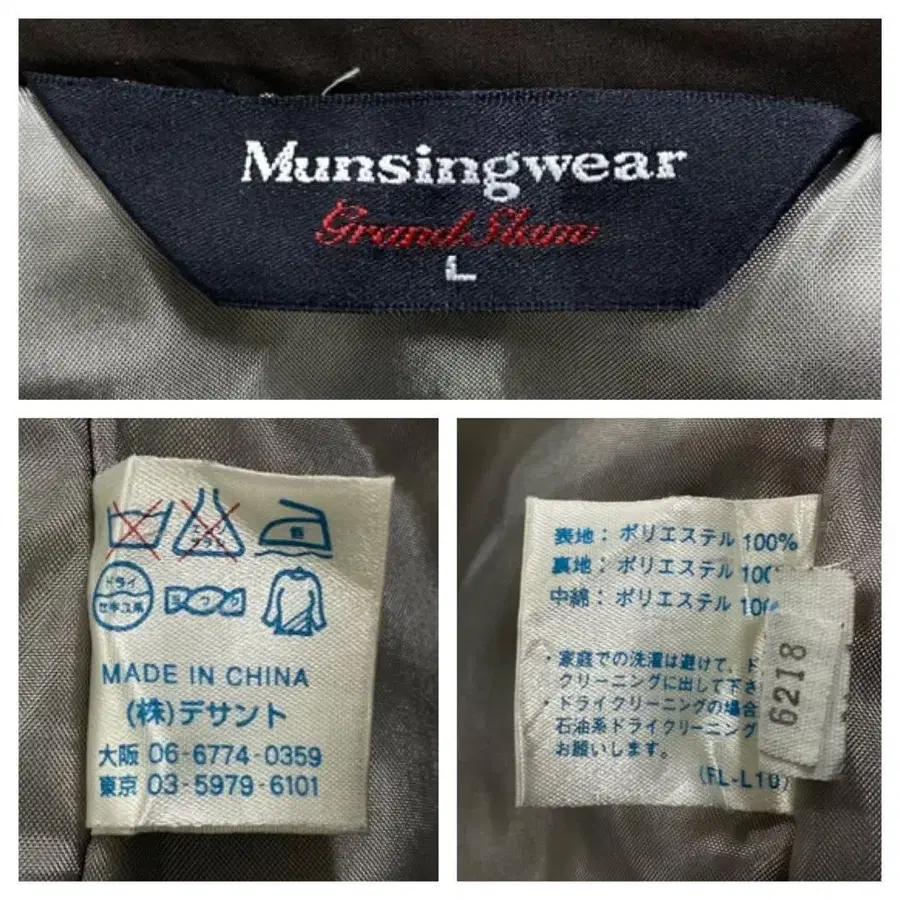 Munsingwear
Grand Slam
L
ドライ
セキユ系
MADE IN CHINA
(株)デサント
大阪 06-6774-0359
東京 03-5979-6101
表地：ポリエステル 100%
裏地：ポリエステル 10
中綿：ポリエステル 10
・家庭での洗濯は避けて、ド
クリーニングに出して下さ
・ドライクリーニングの場合
石油系ドライクリーニング
お願いします。
(FL-L10)
6218